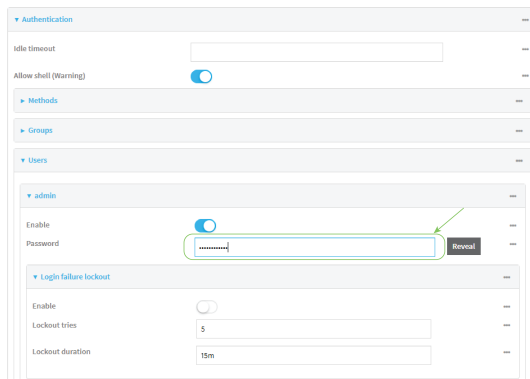 ▾ Authentication
Idle timeout
Allow shell (Warning)
▸ Methods
▸ Groups
▾ Users
▾ admin
Enable
Password •••••••••••• Reveal
▾ Login failure lockout
Enable
Lockout tries 5
Lockout duration 15m